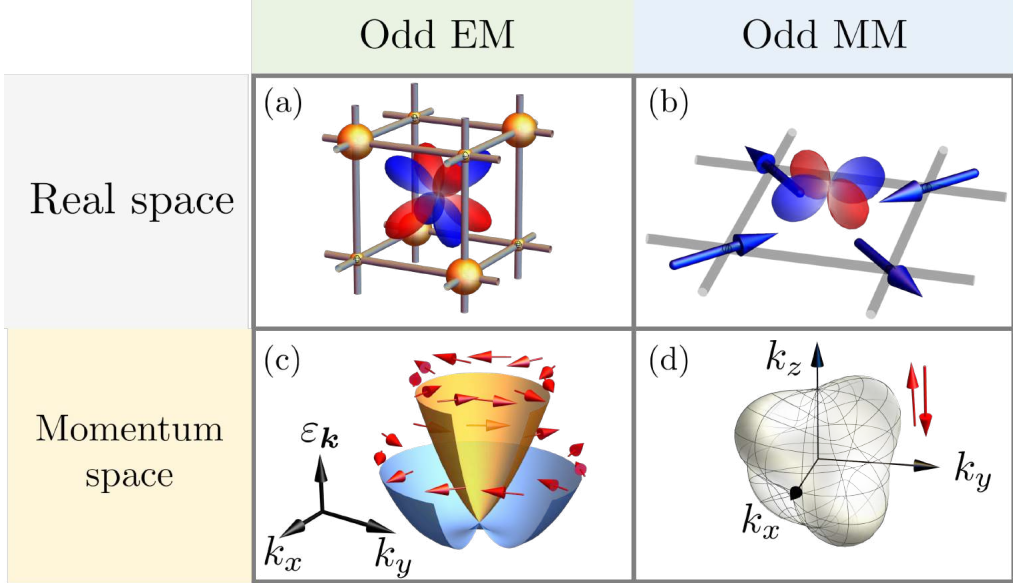 Odd EM
Odd MM
Real space
(a)
(b)
Momentum
space
(c)
ε𝒌
kx
ky
(d)
kz
ky
kx